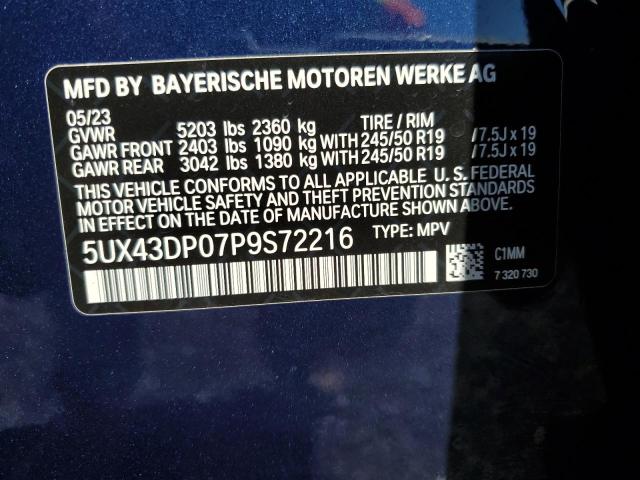 MFD BY BAYERISCHE MOTOREN WERKE AG
05/23
GVWR 5203 lbs 2360 kg TIRE / RIM
GAWR FRONT 2403 lbs 1090 kg WITH 245/50 R19 / 7.5J x 19
GAWR REAR 3042 lbs 1380 kg WITH 245/50 R19 / 7.5J x 19
THIS VEHICLE CONFORMS TO ALL APPLICABLE U. S. FEDERAL
MOTOR VEHICLE SAFETY AND THEFT PREVENTION STANDARDS
IN EFFECT ON THE DATE OF MANUFACTURE SHOWN ABOVE.
5UX43DP07P9S72216 TYPE: MPV
C1MM
7 320 730